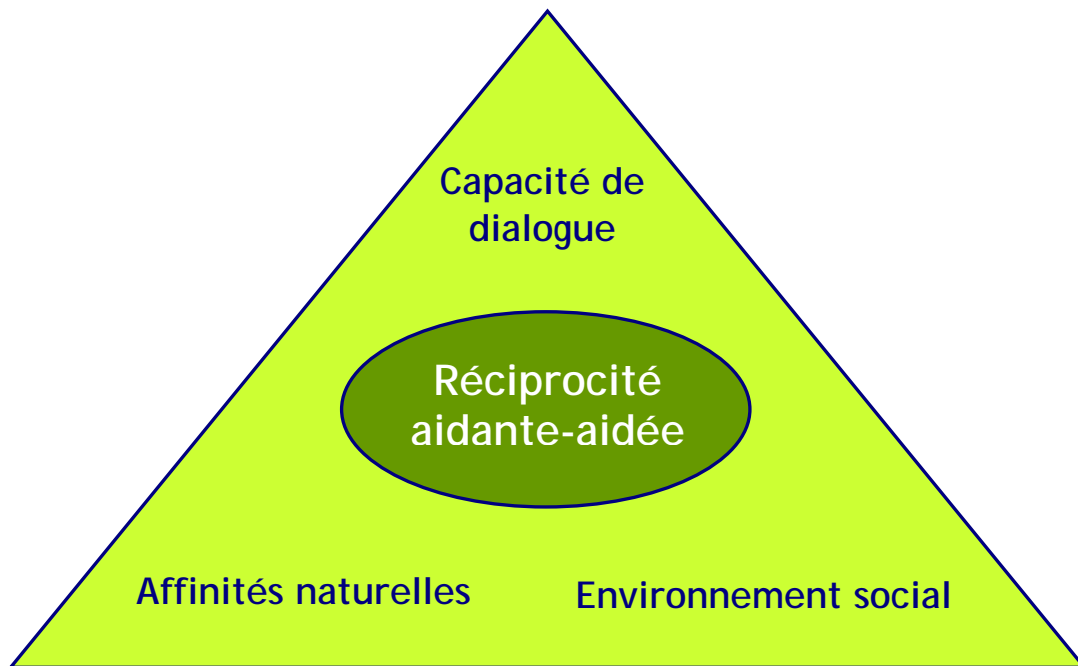 Capacité de
dialogue
Réciprocité
aidante-aidée
Affinités naturelles
Environnement social